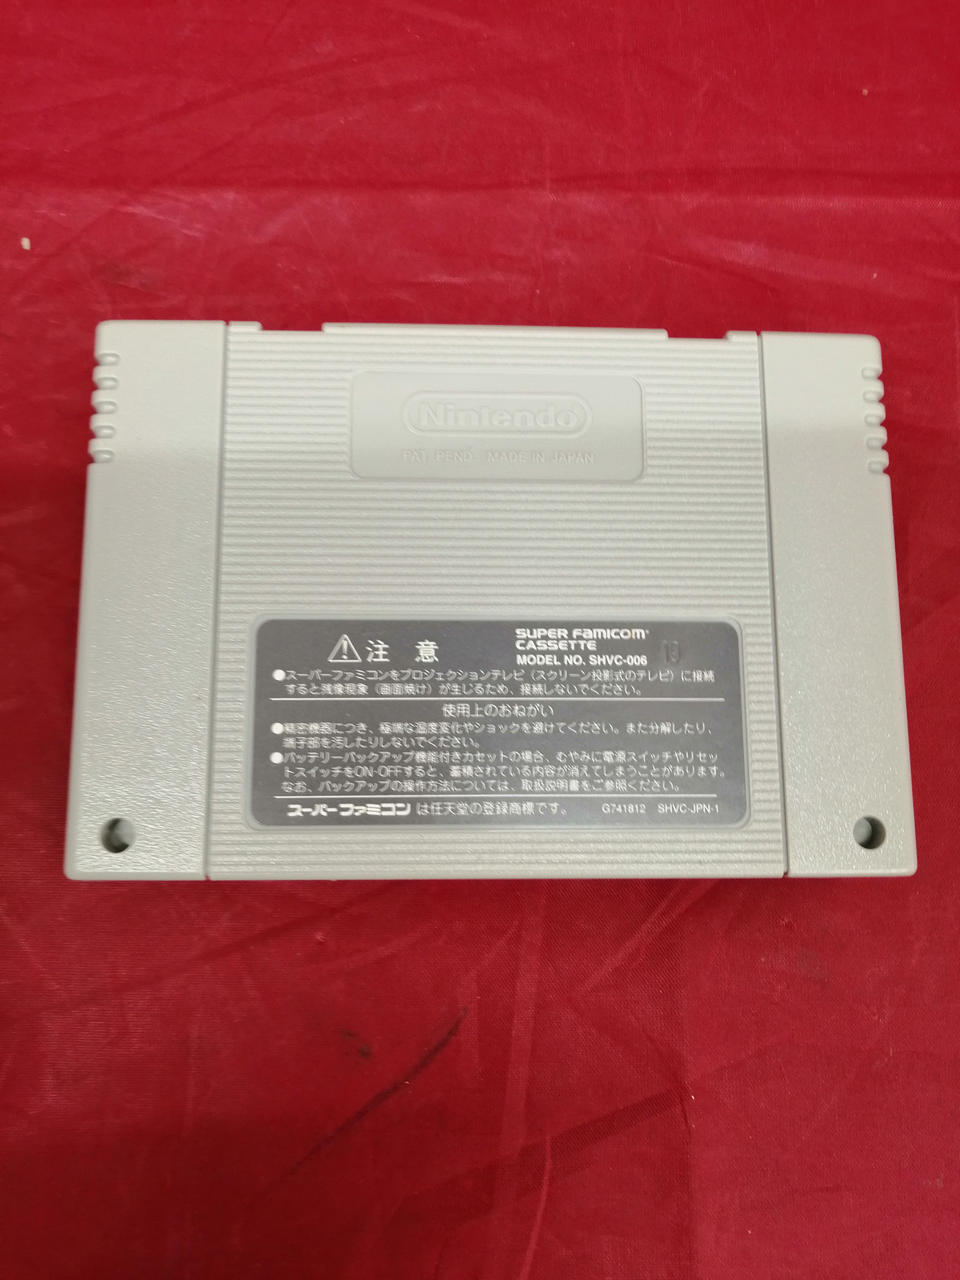 Nintendo
PAT. PEND. MADE IN JAPAN
注 意
SUPER FAMICOM
CASSETTE
MODEL NO. SHVC-006
●スーパーファミコンをプロジェクションテレビ(スクリーン投影式のテレビ)に接続
すると残像現象(画面焼け)が生じるため、接続しないでください。
使用上のおねがい
●精密機器につき、極端な温度変化やショックを避けてください。また分解したり、
端子部を汚したりしないでください。
●バッテリーバックアップ機能付きカセットの場合、むやみに電源スイッチやリセッ
トスイッチをON-OFFすると、蓄積されている内容が消えてしまうことがあります。
なお、バックアップの操作方法については、取扱説明書をご参照ください。
スーパーファミコン は任天堂の登録商標です。
G741812 SHVC-JPN-1